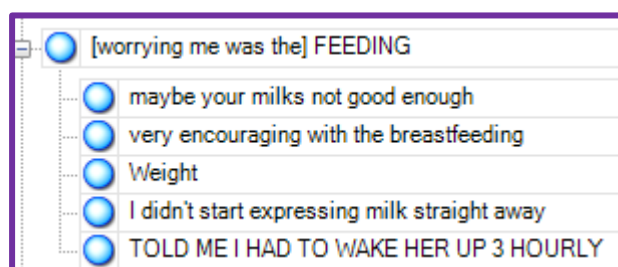 [worrying me was the] FEEDING
maybe your milks not good enough
very encouraging with the breastfeeding
Weight
I didn't start expressing milk straight away
TOLD ME I HAD TO WAKE HER UP 3 HOURLY